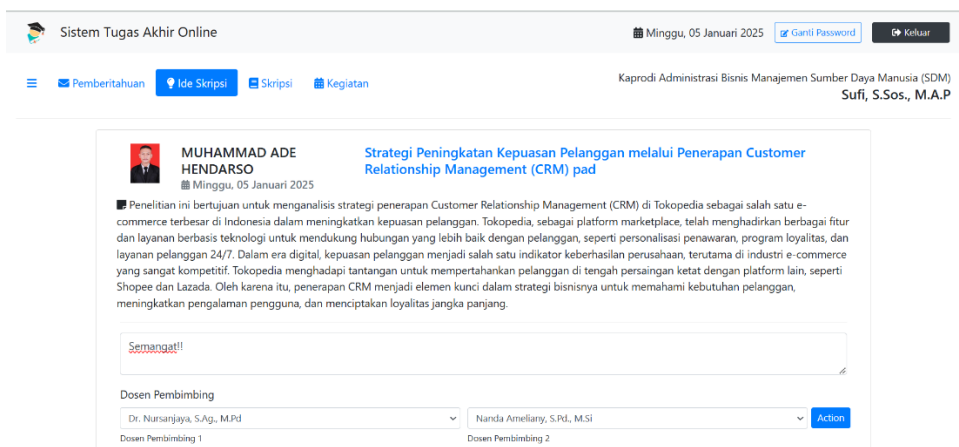 Sistem Tugas Akhir Online
Minggu, 05 Januari 2025
Ganti Password
Keluar
Pemberitahuan
Ide Skripsi
Skripsi
Kegiatan
Kaprodi Administrasi Bisnis Manajemen Sumber Daya Manusia (SDM)
Sufi, S.Sos., M.A.P
MUHAMMAD ADE
HENDARSO
Minggu, 05 Januari 2025
Strategi Peningkatan Kepuasan Pelanggan melalui Penerapan Customer
Relationship Management (CRM) pad
Penelitian ini bertujuan untuk menganalisis strategi penerapan Customer Relationship Management (CRM) di Tokopedia sebagai salah satu e-
commerce terbesar di Indonesia dalam meningkatkan kepuasan pelanggan. Tokopedia, sebagai platform marketplace, telah menghadirkan berbagai fitur
dan layanan berbasis teknologi untuk mendukung hubungan yang lebih baik dengan pelanggan, seperti personalisasi penawaran, program loyalitas, dan
layanan pelanggan 24/7. Dalam era digital, kepuasan pelanggan menjadi salah satu indikator keberhasilan perusahaan, terutama di industri e-commerce
yang sangat kompetitif. Tokopedia menghadapi tantangan untuk mempertahankan pelanggan di tengah persaingan ketat dengan platform lain, seperti
Shopee dan Lazada. Oleh karena itu, penerapan CRM menjadi elemen kunci dalam strategi bisnisnya untuk memahami kebutuhan pelanggan,
meningkatkan pengalaman pengguna, dan menciptakan loyalitas jangka panjang.
Semangat!!
Dosen Pembimbing
Dr. Nursanjaya, S.Ag., M.Pd
Nanda Ameliany, S.Pd., M.Si
Action
Dosen Pembimbing 1
Dosen Pembimbing 2